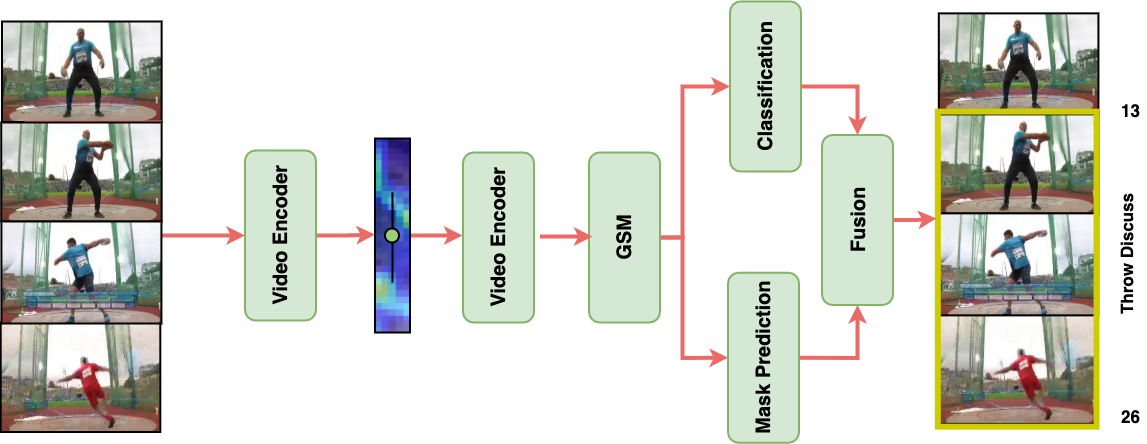 Video Encoder
Video Encoder
GSM
Classification
Mask Prediction
Fusion
13
Throw Discuss
26